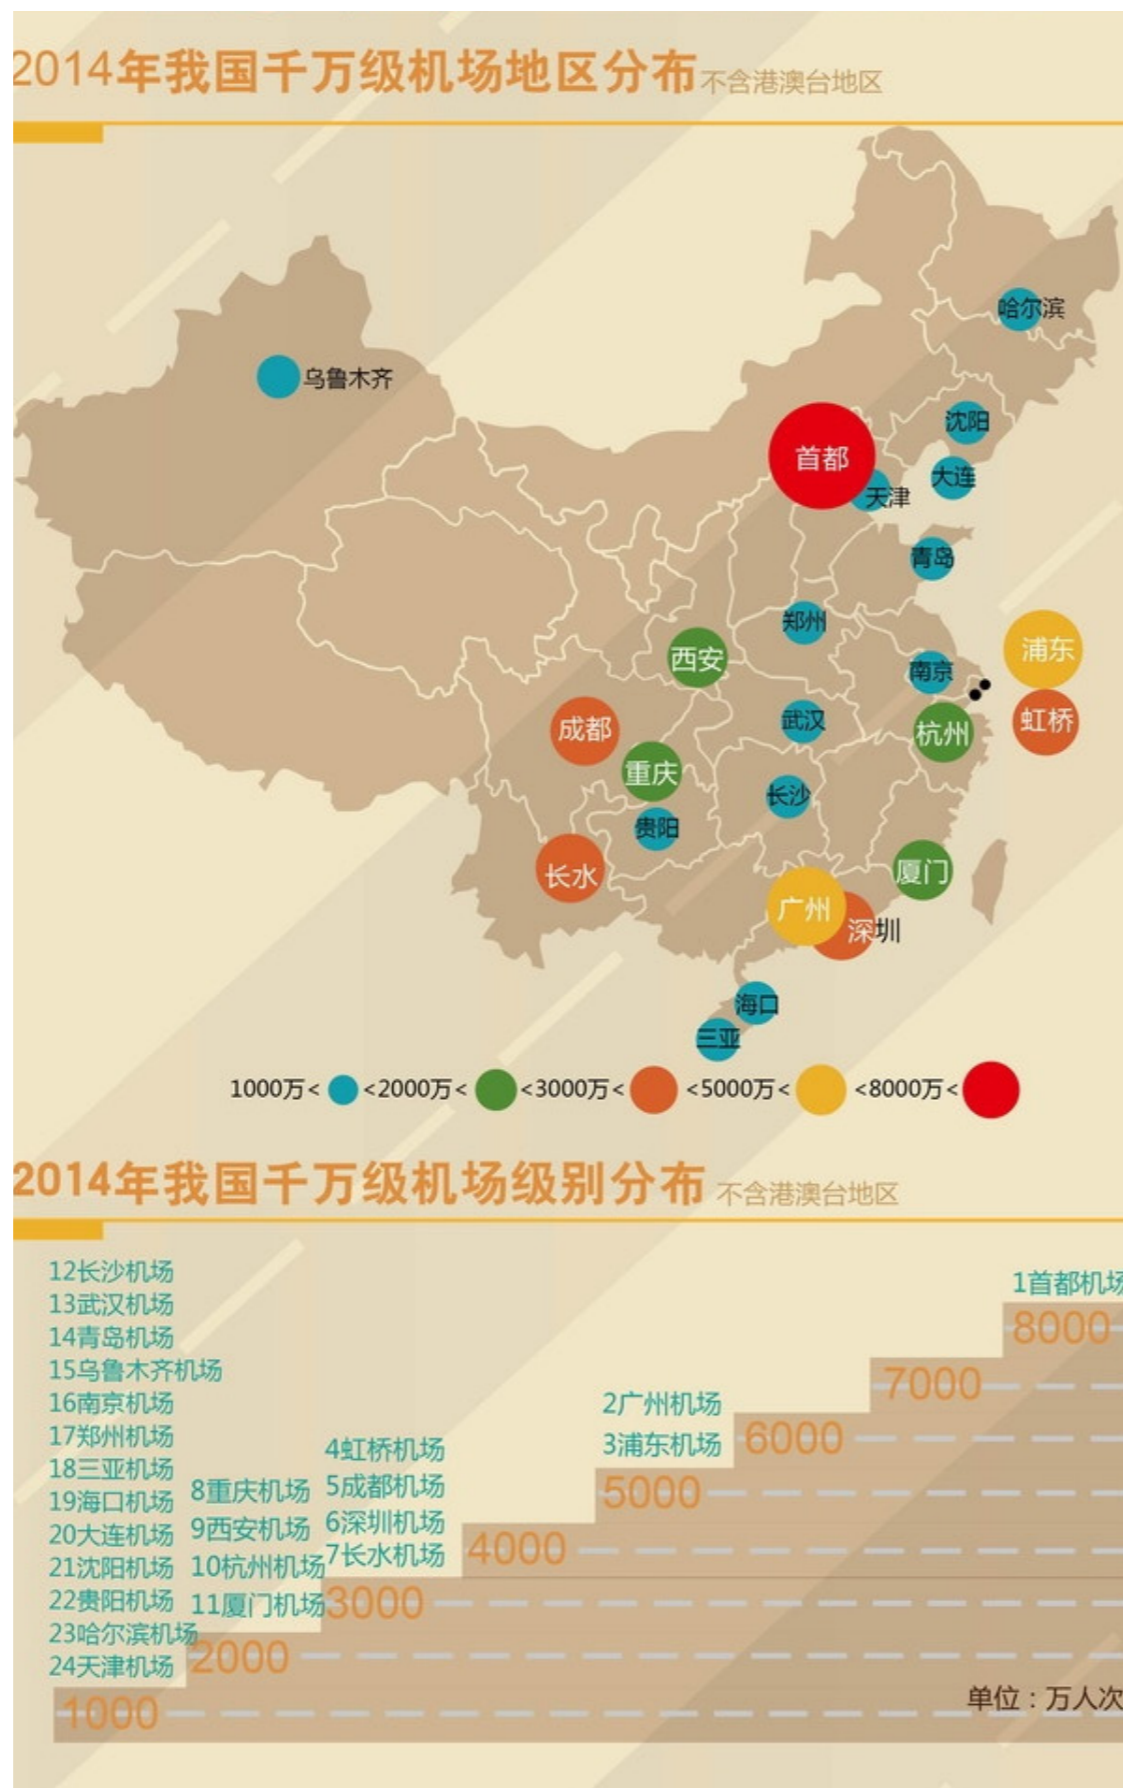 2014年我国千万级机场地区分布 不含港澳台地区
哈尔滨
乌鲁木齐
沈阳
首都
大连
天津
青岛
郑州
浦东
西安
南京
成都
武汉
虹桥
杭州
重庆
长沙
贵阳
长水
厦门
广州
深圳
海口
三亚
1000万< <2000万< <3000万< <5000万< <8000万<
2014年我国千万级机场级别分布 不含港澳台地区
12长沙机场
13武汉机场
14青岛机场
15乌鲁木齐机场
16南京机场
17郑州机场
18三亚机场
19海口机场
20大连机场
21沈阳机场
22贵阳机场
23哈尔滨机场
24天津机场
1000
8重庆机场
9西安机场
10杭州机场
11厦门机场
2000
4虹桥机场
5成都机场
6深圳机场
7长水机场
3000
4000
2广州机场
3浦东机场
5000
6000
7000
1首都机场
8000
单位：万人次